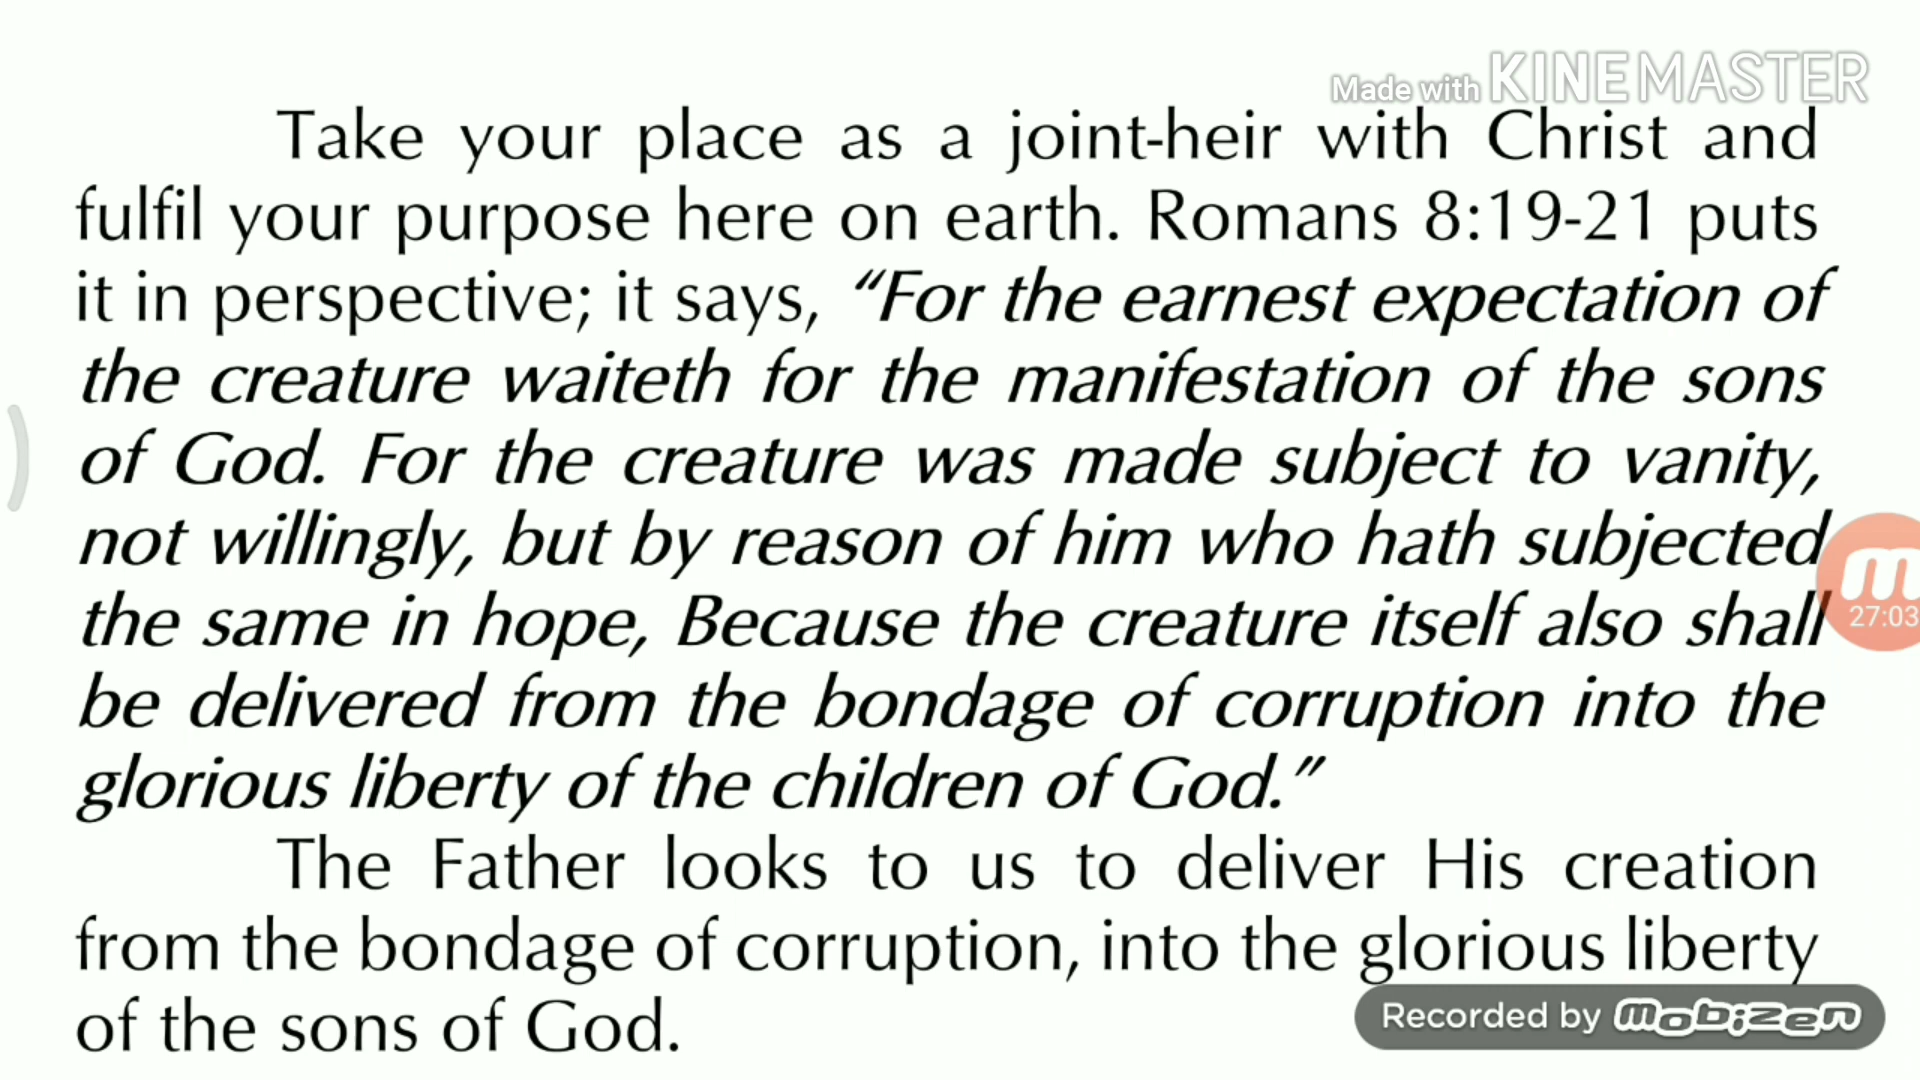 Made with KINEMASTER
Take your place as a joint-heir with Christ and
fulfil your purpose here on earth. Romans 8:19-21 puts
it in perspective; it says, “For the earnest expectation of
the creature waiteth for the manifestation of the sons
of God. For the creature was made subject to vanity,
not willingly, but by reason of him who hath subjected
the same in hope, Because the creature itself also shall
be delivered from the bondage of corruption into the
glorious liberty of the children of God.”
The Father looks to us to deliver His creation
from the bondage of corruption, into the glorious liberty
of the sons of God.
m
27:03
Recorded by mobizen